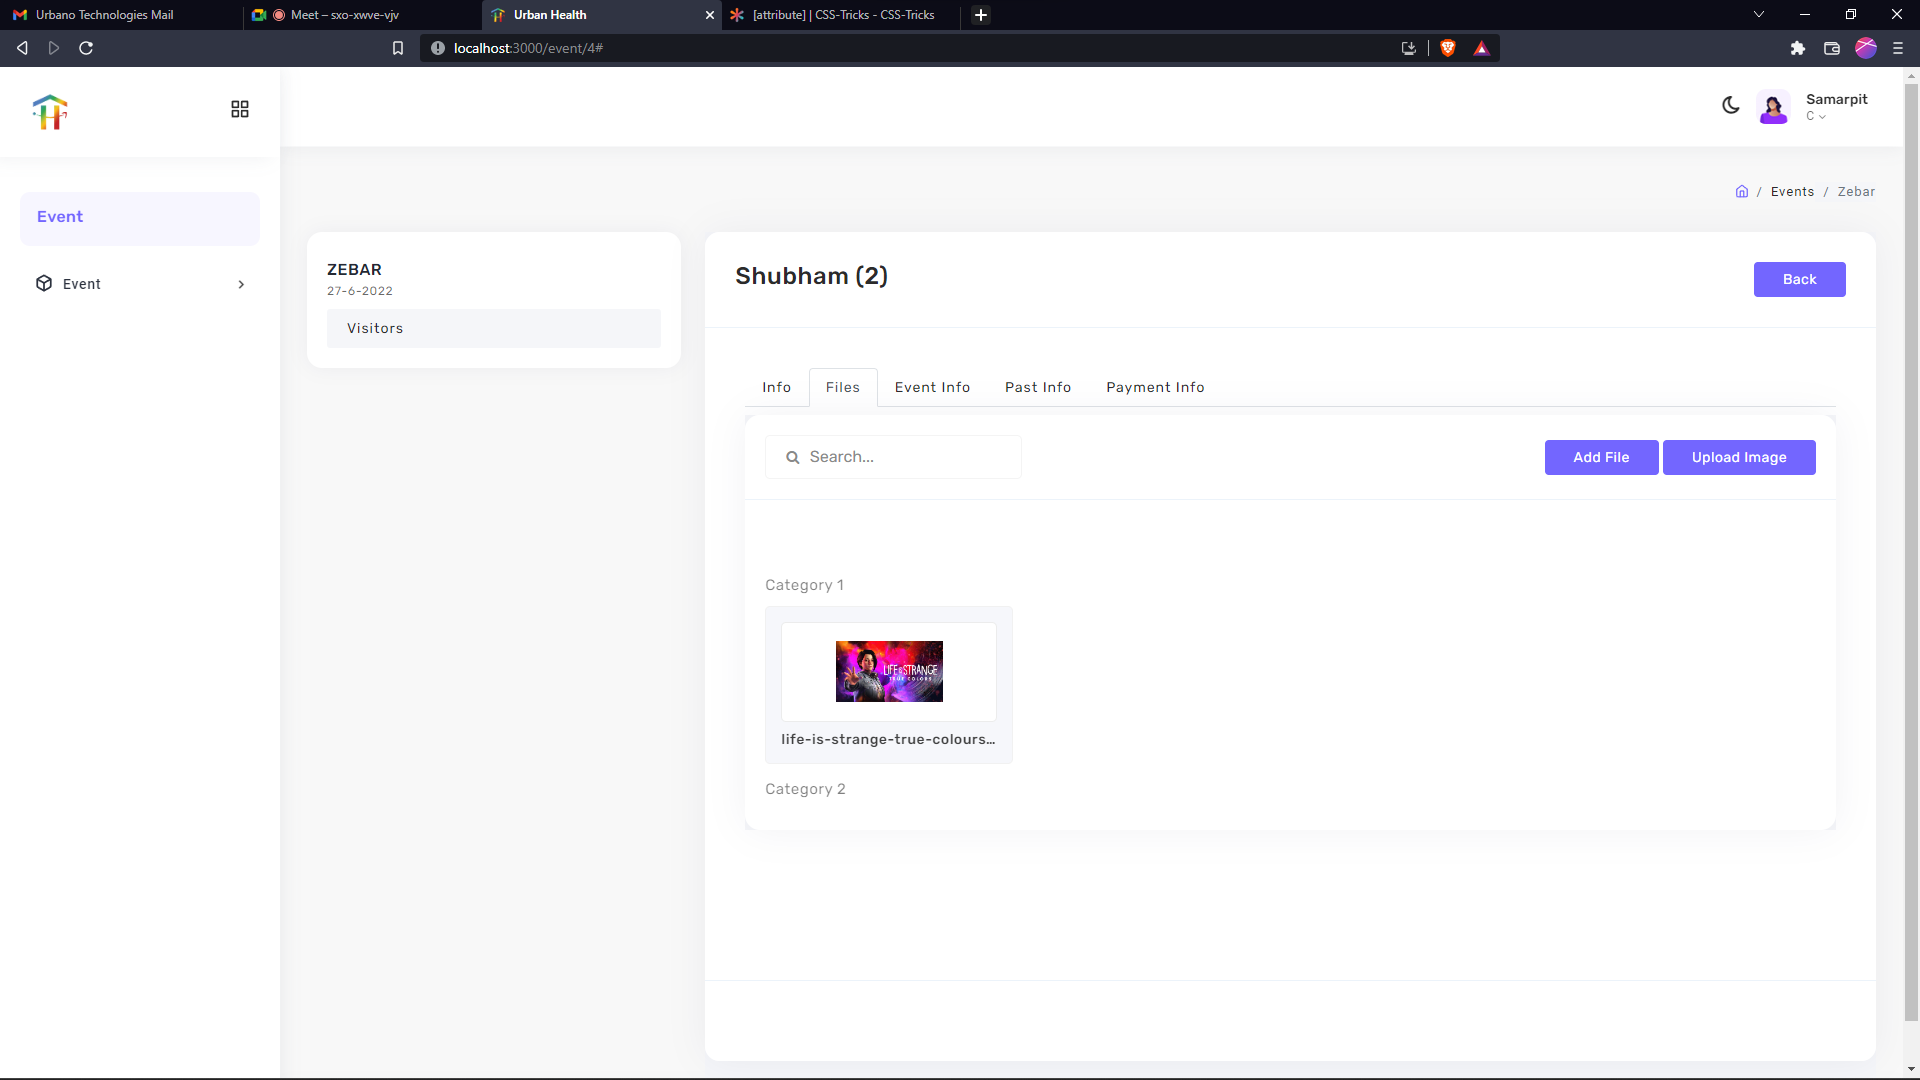 Urbano Technologies Mail
Meet – sxo-xwve-vjv
Urban Health
[attribute] | CSS-Tricks - CSS-Tricks
localhost:3000/event/4#
Samarpit
C
Event
Event
/ Events / Zebar
ZEBAR
27-6-2022
Visitors
Shubham (2)
Back
Info
Files
Event Info
Past Info
Payment Info
Search...
Add File
Upload Image
Category 1
LIFE IS STRANGE
TRUE COLORS
life-is-strange-true-colours...
Category 2